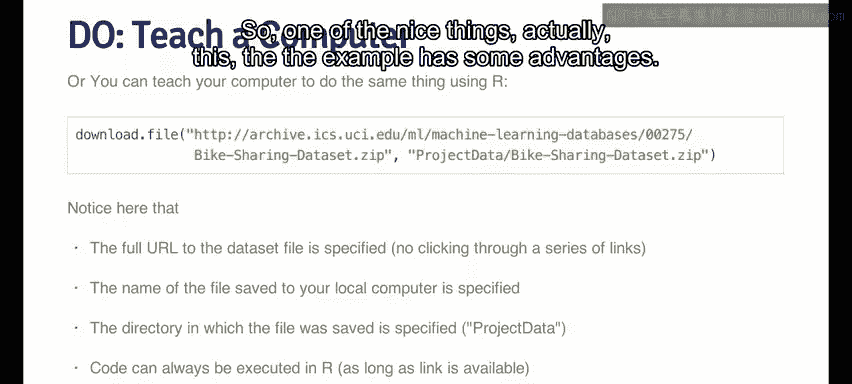 DO: Teach a Computer
So, one of the nice things, actually,
this, the the example has some advantages.
Or You can teach your computer to do the same thing using R:
download.file("http://archive.ics.uci.edu/ml/machine-learning-databases/00275/
Bike-Sharing-Dataset.zip", "ProjectData/Bike-Sharing-Dataset.zip")
Notice here that
· The full URL to the dataset file is specified (no clicking through a series of links)
· The name of the file saved to your local computer is specified
· The directory in which the file was saved is specified ("ProjectData")
· Code can always be executed in R (as long as link is available)